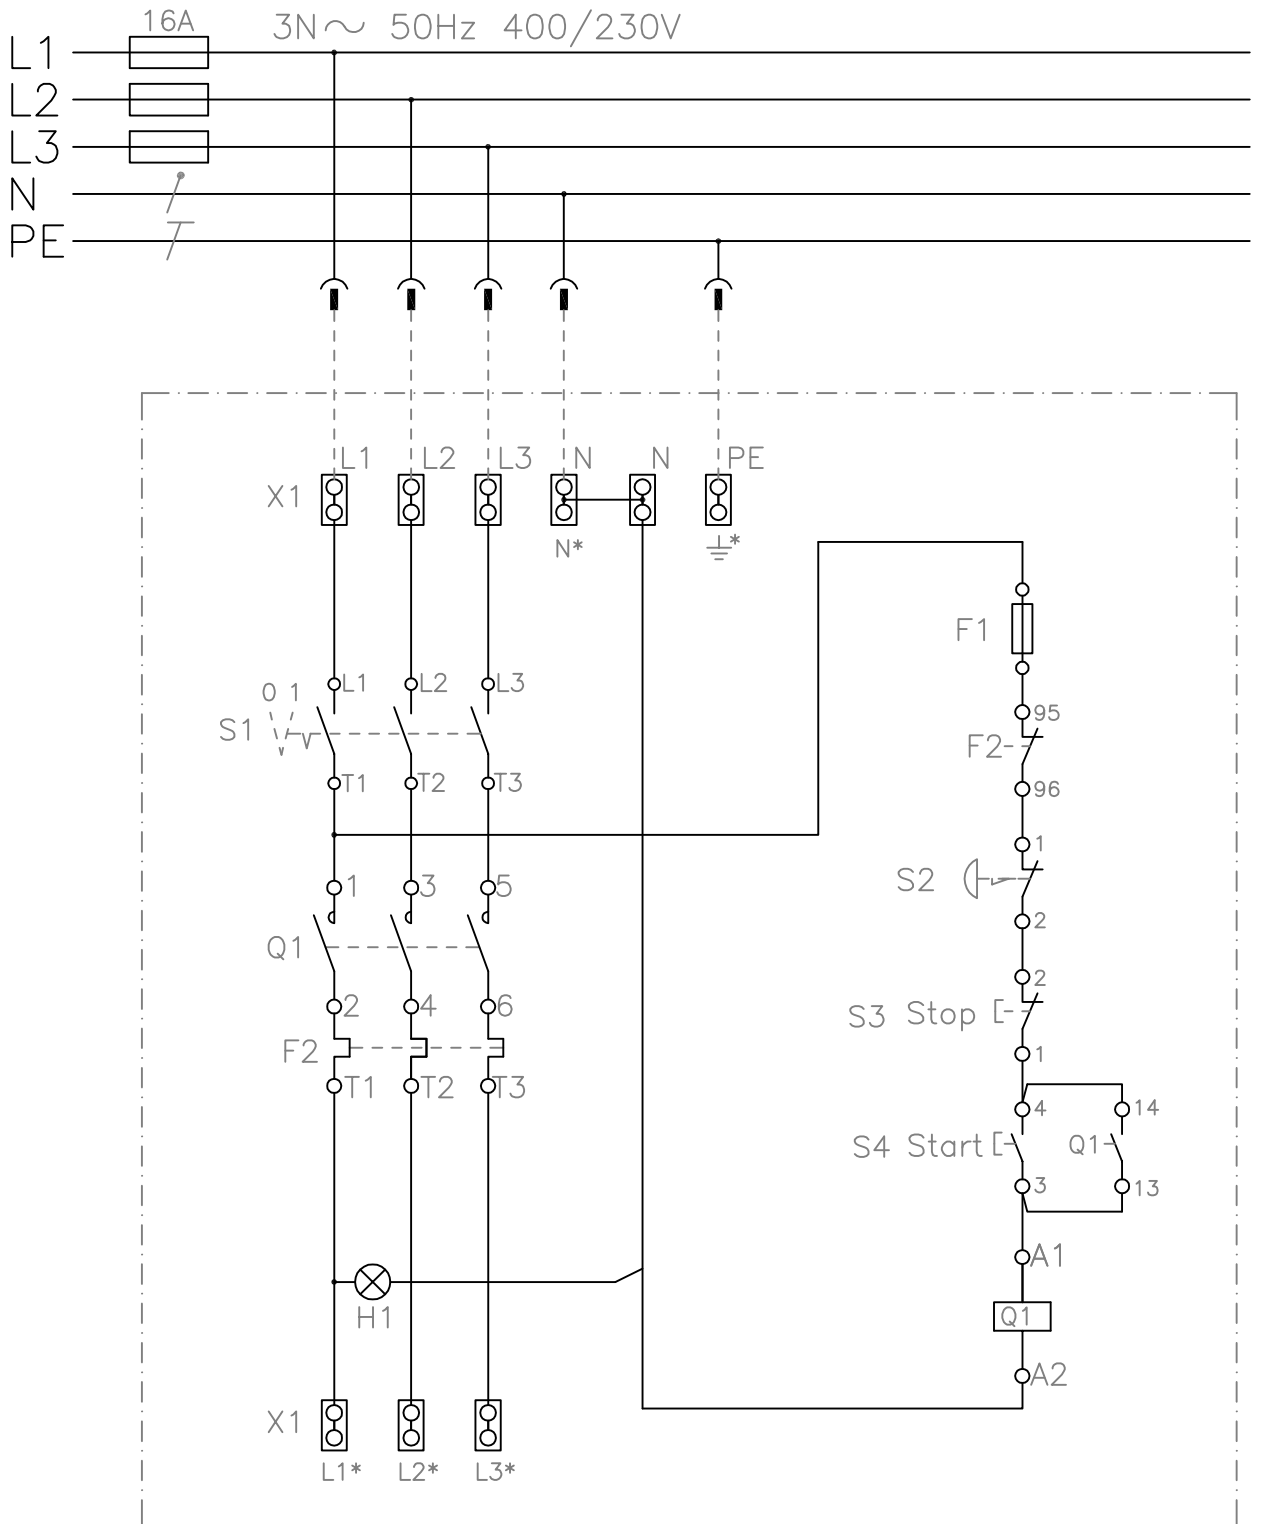 16A 3N~ 50Hz 400/230V
L1
L2
L3
N
PE
L1 L2 L3 N N PE
X1
N* *
F1
L1 L2 L3
0 1
S1
95
F2
96
T1 T2 T3
1
1 3 5
S2
2
Q1
2
2 4 6
S3 Stop
F2
1
T1 T2 T3
4 14
S4 Start Q1
3 13
A1
H1
Q1
A2
X1
L1* L2* L3*